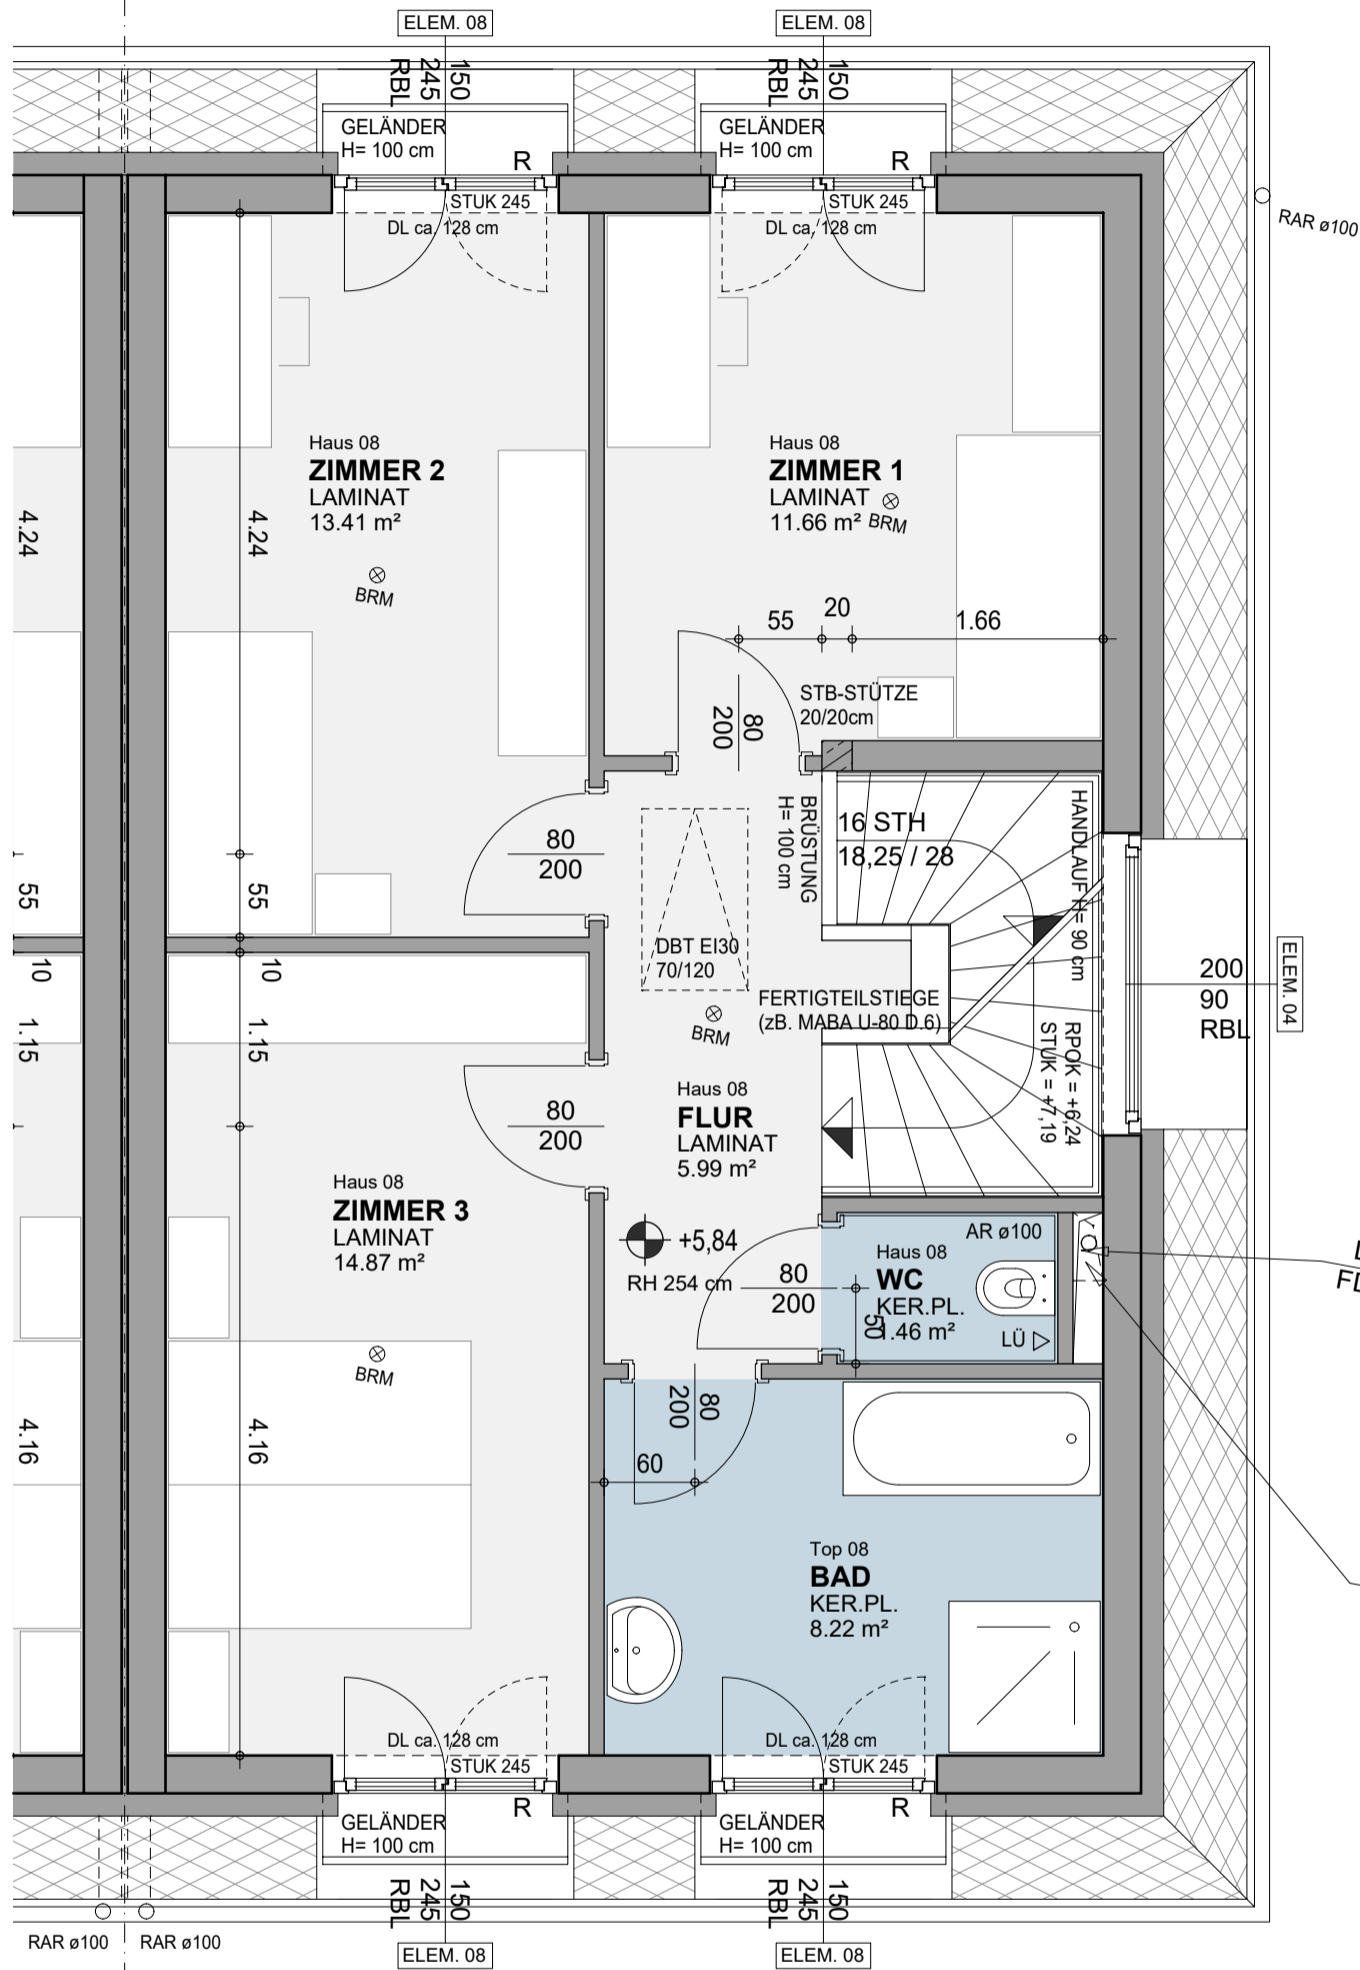 ELEM. 08
ELEM. 08
150
245
RBL
150
245
RBL
GELÄNDER
H= 100 cm
R
GELÄNDER
H= 100 cm
R
STUK 245
DL ca. 128 cm
STUK 245
DL ca. 128 cm
RAR ø100
Haus 08
ZIMMER 2
LAMINAT
13.41 m²
BRM
Haus 08
ZIMMER 1
LAMINAT
11.66 m²
BRM
4.24
4.24
55
20
1.66
STB-STÜTZE
20/20cm
80
200
BRÜSTUNG
H= 100 cm
16 STH
18,25 / 28
HANDLAUF H= 90 cm
80
200
55
55
10
10
1.15
1.15
DBT EI30
70/120
BRM
FERTIGTEILSTIEGE
(zB. MABA U-80 D.6)
200
90
RBL
ELEM. 04
RPOK = +6,24
STUK = +7,19
80
200
Haus 08
FLUR
LAMINAT
5.99 m²
Haus 08
ZIMMER 3
LAMINAT
14.87 m²
+5,84
RH 254 cm
80
200
AR ø100
Haus 08
WC
KER.PL.
1.46 m²
50
LÜ
BRM
4.16
4.16
80
200
60
Top 08
BAD
KER.PL.
8.22 m²
DL ca. 128 cm
STUK 245
DL ca. 128 cm
STUK 245
GELÄNDER
H= 100 cm
R
GELÄNDER
H= 100 cm
R
150
245
RBL
150
245
RBL
RAR ø100
RAR ø100
ELEM. 08
ELEM. 08